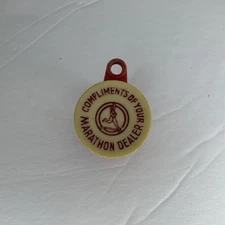 COMPLIMENTS OF YOUR
MARATHON DEALER